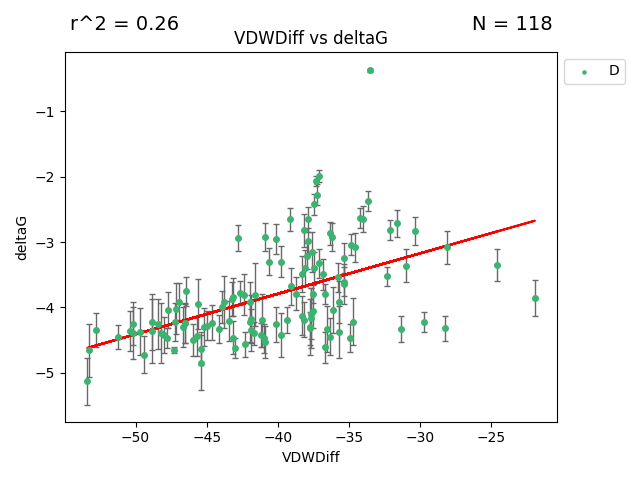 r^2 = 0.26
N = 118
VDWDiff vs deltaG
D
−1
−2
−3
−4
−5
deltaG
−50 −45 −40 −35 −30 −25
VDWDiff